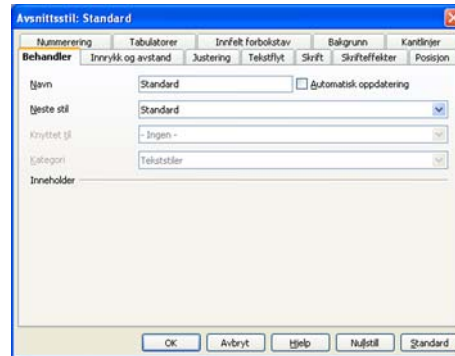 Avsnittsstil: Standard
Nummerering Tabulatorer Innfelt forbokstav Bakgrunn Kantlinjer
Behandler Innrykk og avstand Justering Tekstflyt Skrift Skrifteffekter Posisjon
Navn Standard Automatisk oppdatering
Neste stil Standard
Knyttet til - Ingen -
Kategori Tekststiler
Inneholder
OK Avbryt Hjelp Nullstill Standard